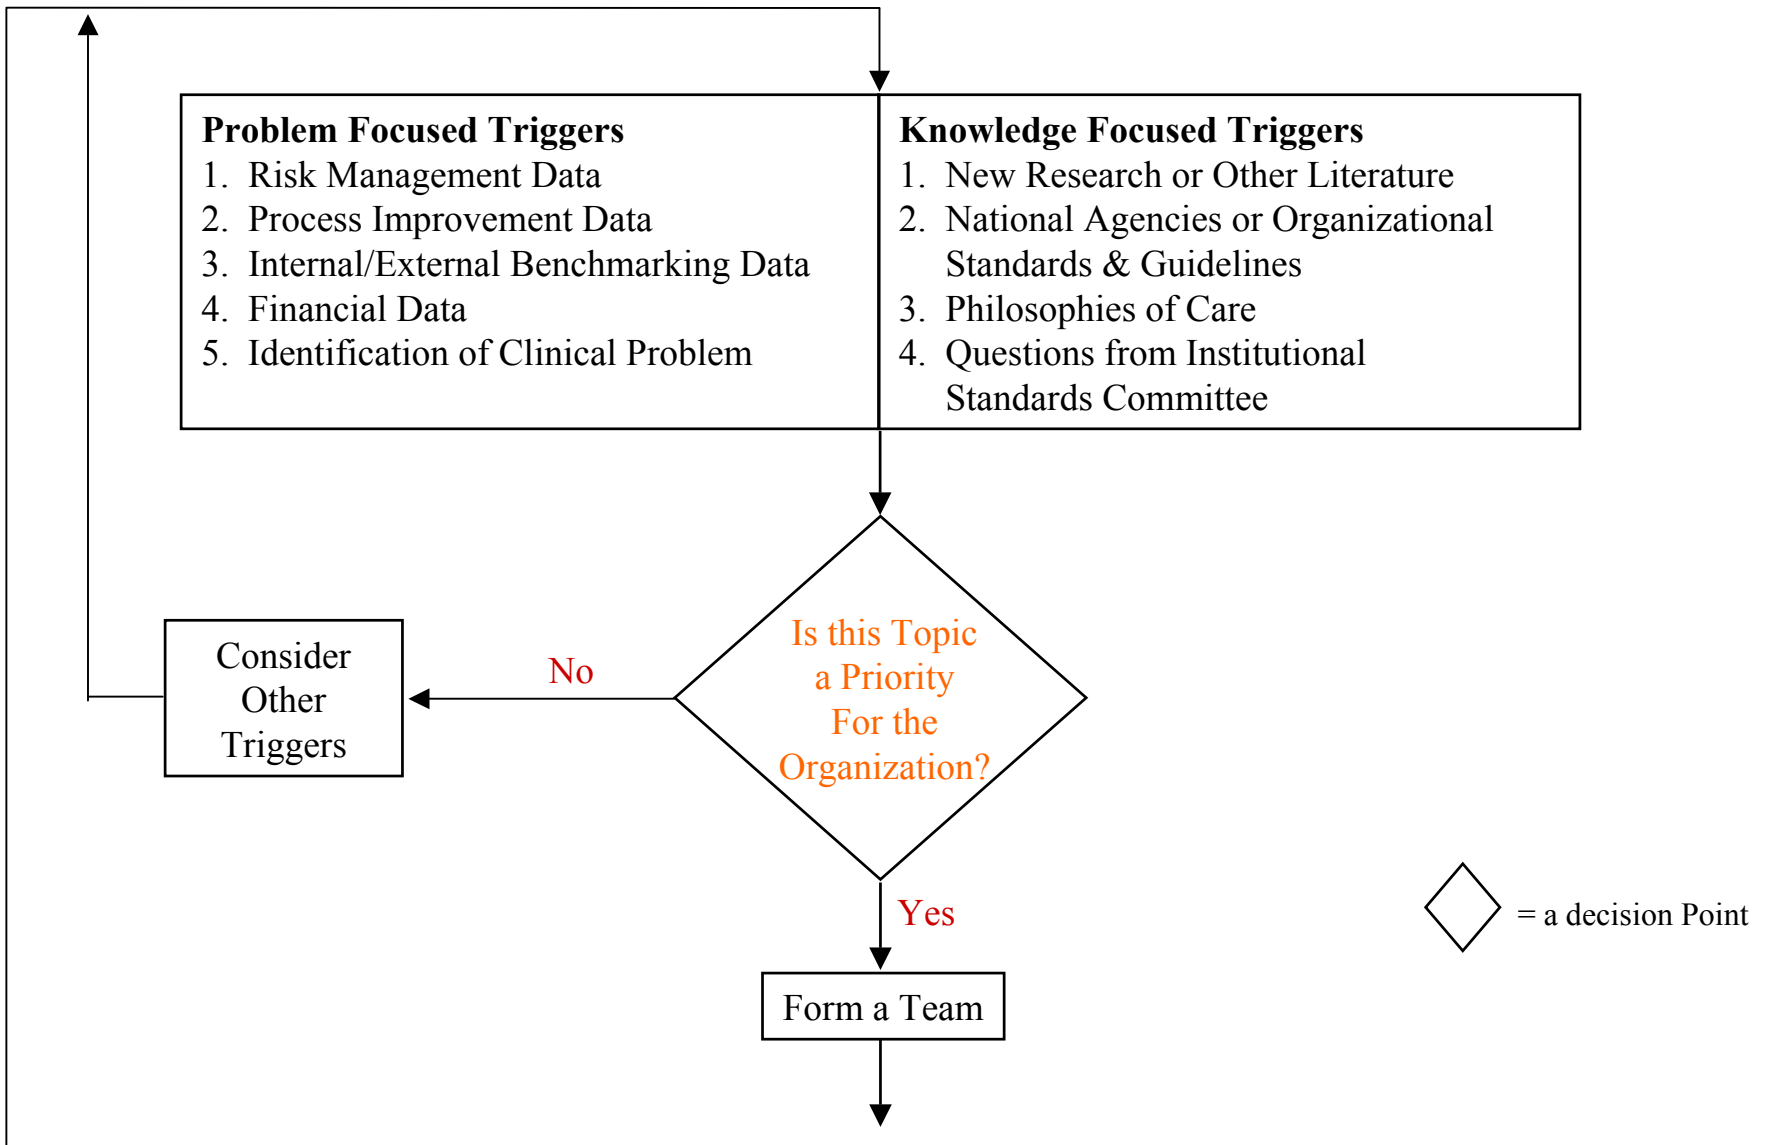 Problem Focused Triggers
1. Risk Management Data
2. Process Improvement Data
3. Internal/External Benchmarking Data
4. Financial Data
5. Identification of Clinical Problem
Knowledge Focused Triggers
1. New Research or Other Literature
2. National Agencies or Organizational
Standards & Guidelines
3. Philosophies of Care
4. Questions from Institutional
Standards Committee
Is this Topic
a Priority
For the
Organization?
No
Consider
Other
Triggers
Yes
= a decision Point
Form a Team